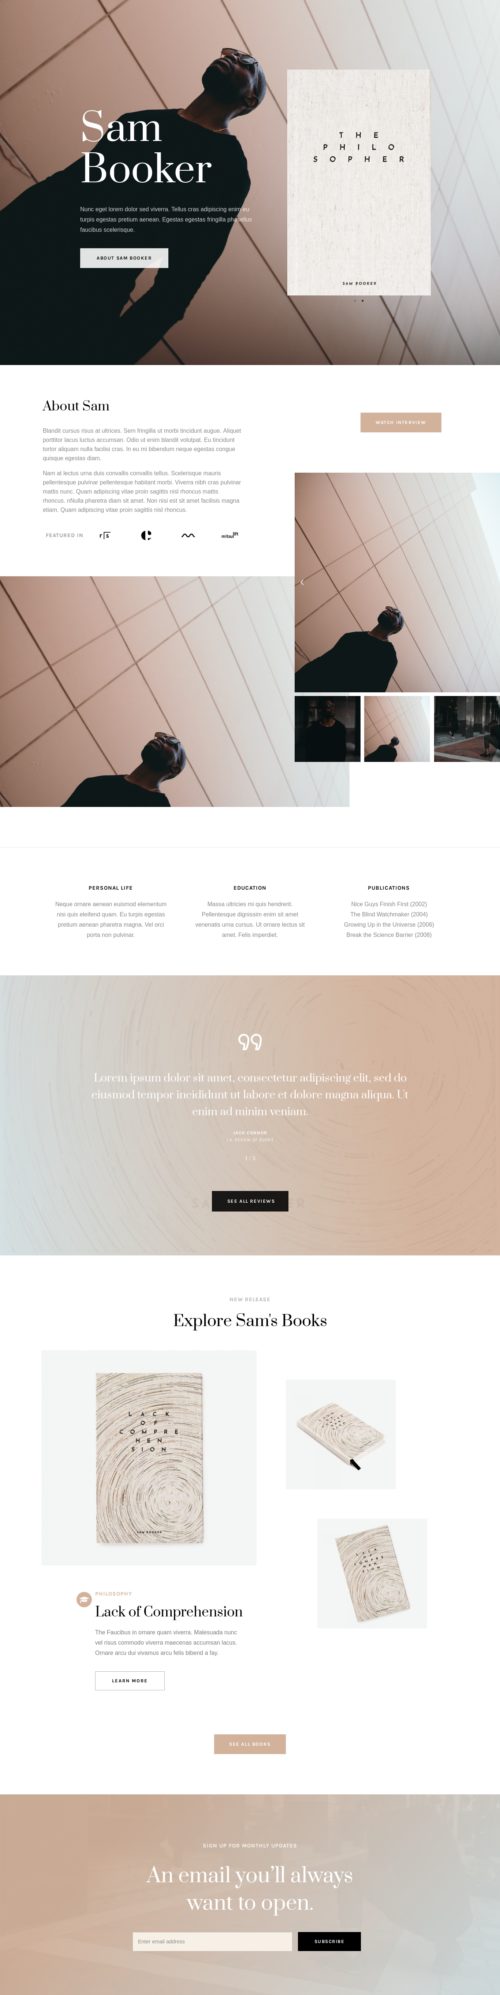 Sam
Booker
Nunc eget lorem dolor sed viverra. Tellus cras adipiscing enim eu
turpis egestas pretium aenean. Egestas egestas fringilla phasellus
faucibus scelerisque.
ABOUT SAM BOOKER
THE
PHILO
SOPHER
SAM BOOKER
About Sam
Blandit cursus risus at ultrices. Sem fringilla ut morbi tincidunt augue. Aliquet
porttitor lacus luctus accumsan. Odio ut enim blandit volutpat. Eu tincidunt
tortor aliquam nulla facilisi cras. In eu mi bibendum neque egestas congue
quisque egestas diam.
Nam at lectus urna duis convallis convallis tellus. Scelerisque mauris
pellentesque pulvinar pellentesque habitant morbi. Viverra nibh cras pulvinar
mattis nunc. Quam adipiscing vitae proin sagittis nisl rhoncus mattis
rhoncus. nNulla pharetra diam sit amet. Non nisi est sit amet facilisis magna
etiam. Quam adipiscing vitae proin sagittis nisl rhoncus.
WATCH INTERVIEW
FEATURED IN
PERSONAL LIFE
Neque ornare aenean euismod elementum
nisi quis eleifend quam. Eu turpis egestas
pretium aenean pharetra magna. Vel orci
porta non pulvinar.
EDUCATION
Massa ultricies mi quis hendrerit.
Pellentesque dignissim enim sit amet
venenatis urna cursus. Ut ornare lectus sit
amet. Felis imperdiet.
PUBLICATIONS
Nice Guys Finish First (2002)
The Blind Watchmaker (2004)
Growing Up in the Universe (2006)
Break the Science Barrier (2008)
Lorem ipsum dolor sit amet, consectetur adipiscing elit, sed do
eiusmod tempor incididunt ut labore et dolore magna aliqua. Ut
enim ad minim veniam.
SEE ALL REVIEWS
NEW RELEASE
Explore Sam's Books
LACK
OF
COMPRE
HEN
SION
SAM BOOKER
PHILOSOPHY
Lack of Comprehension
The Faucibus in ornare quam viverra. Malesuada nunc
vel risus commodo viverra maecenas accumsan lacus.
Ornare arcu dui vivamus arcu felis bibend a fay.
LEARN MORE
SEE ALL BOOKS
SIGN UP FOR MONTHLY UPDATES
An email you'll always
want to open.
Enter email address
SUBSCRIBE